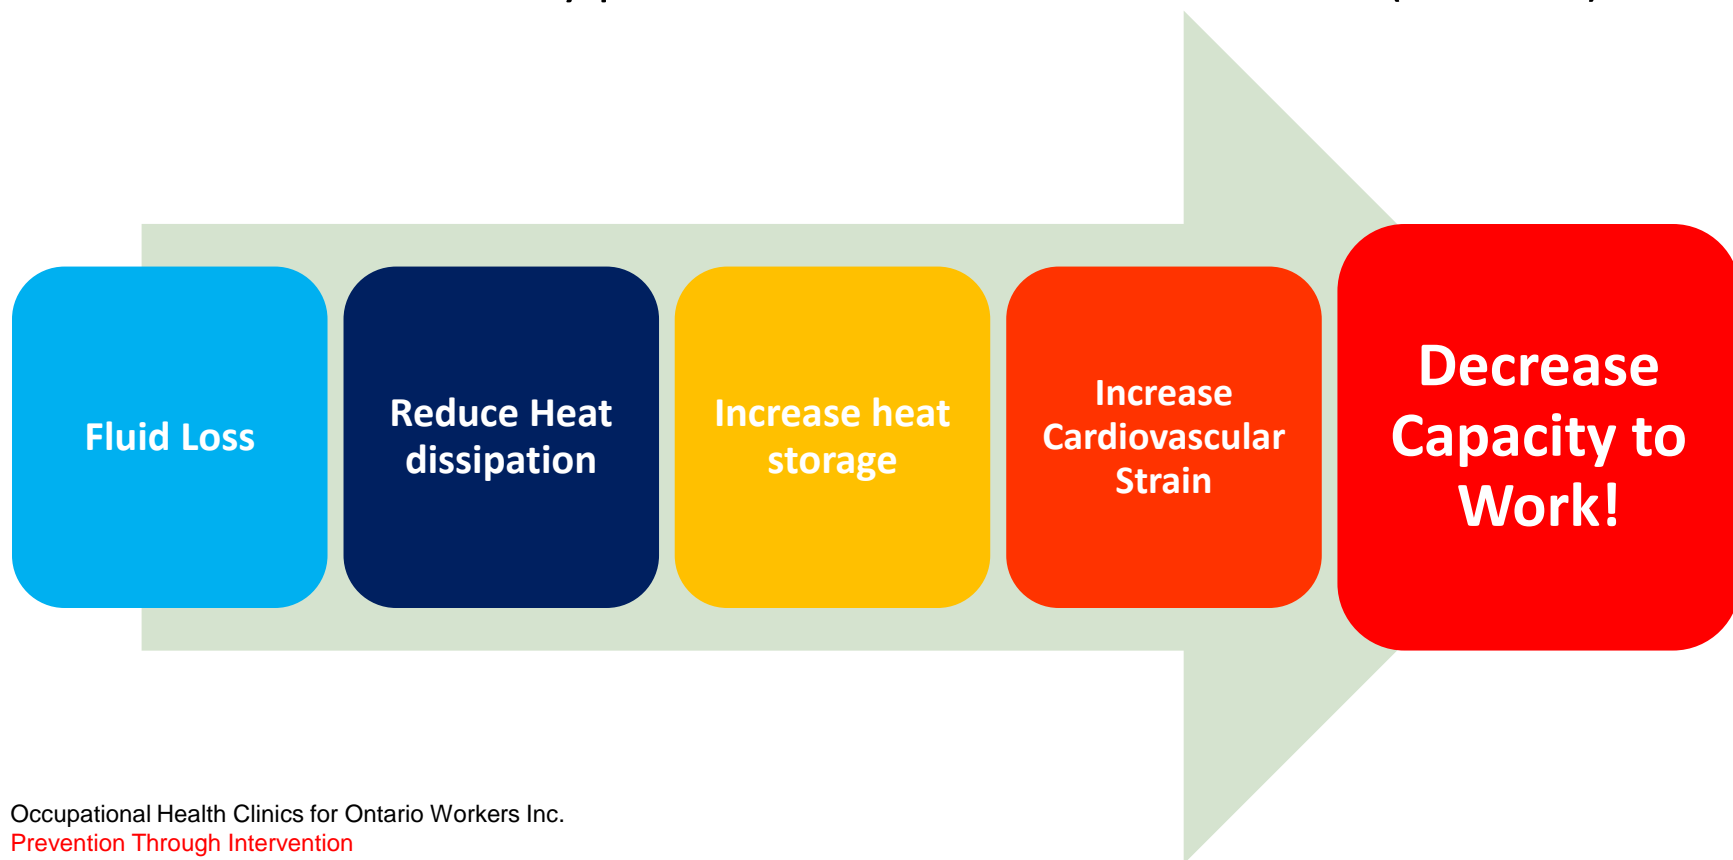 Fluid Loss
Reduce Heat
dissipation
Increase heat
storage
Increase
Cardiovascular
Strain
Decrease
Capacity to
Work!
Occupational Health Clinics for Ontario Workers Inc.
Prevention Through Intervention